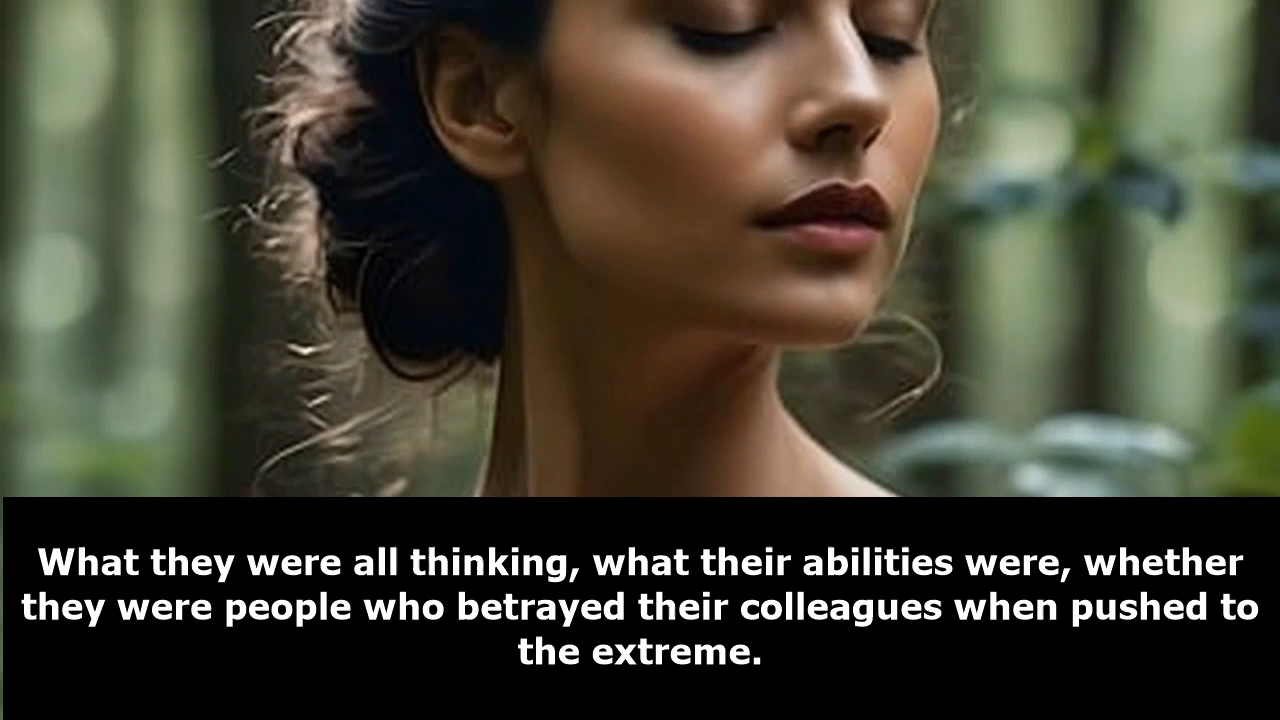 What they were all thinking, what their abilities were, whether
they were people who betrayed their colleagues when pushed to
the extreme.